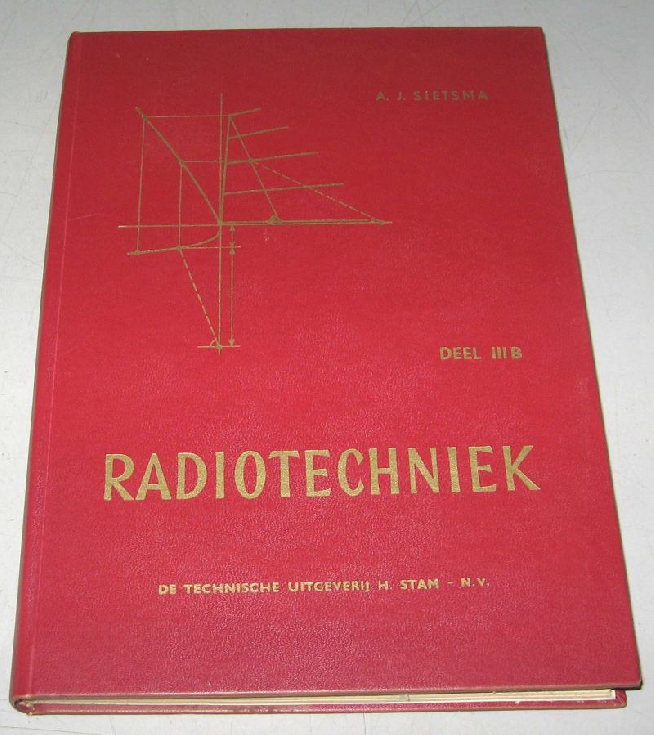 A. J. SIETSMA
DEEL III B
RADIOTECHNIEK
DE TECHNISCHE UITGEVERIJ H. STAM - N.V.